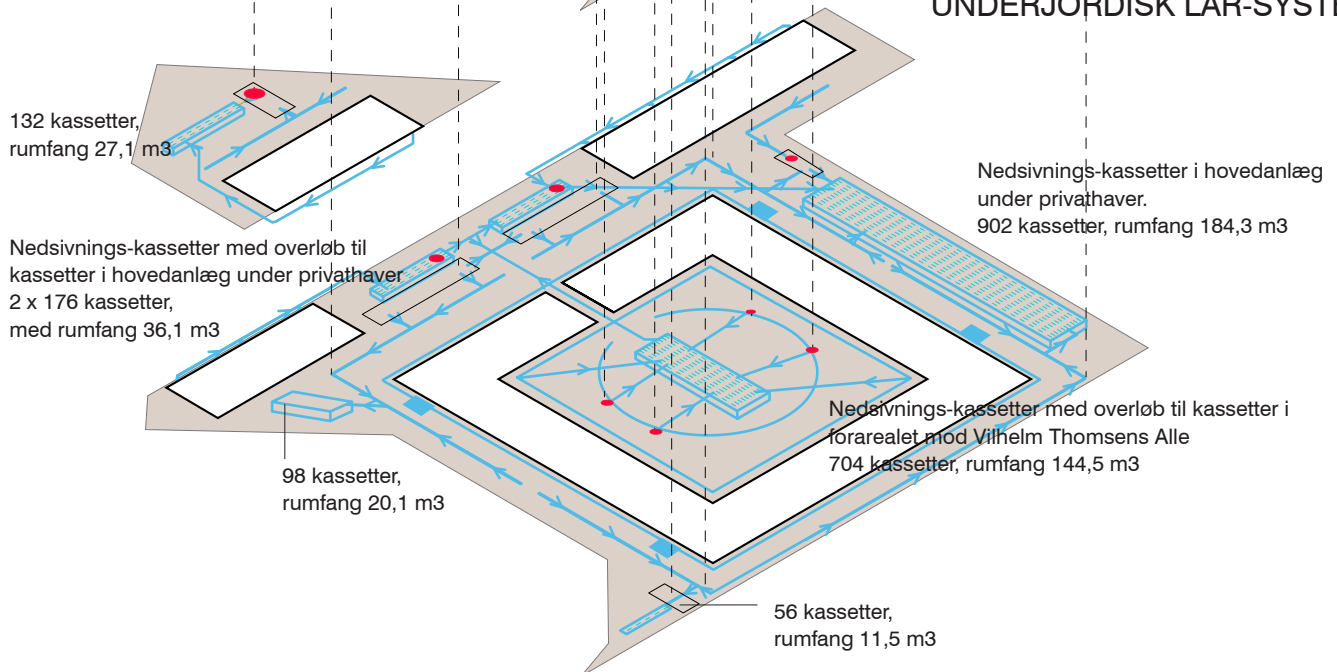 UNDERJORDISK LAR-SYSTE
132 kassetter,
rumfang 27,1 m3
Nedsivnings-kassetter i hovedanlæg
under privathaver.
902 kassetter, rumfang 184,3 m3
Nedsivnings-kassetter med overløb til
kassetter i hovedanlæg under privathaver
2 x 176 kassetter,
med rumfang 36,1 m3
Nedsivnings-kassetter med overløb til kassetter i
forarealet mod Vilhelm Thomsens Alle
704 kassetter, rumfang 144,5 m3
98 kassetter,
rumfang 20,1 m3
56 kassetter,
rumfang 11,5 m3